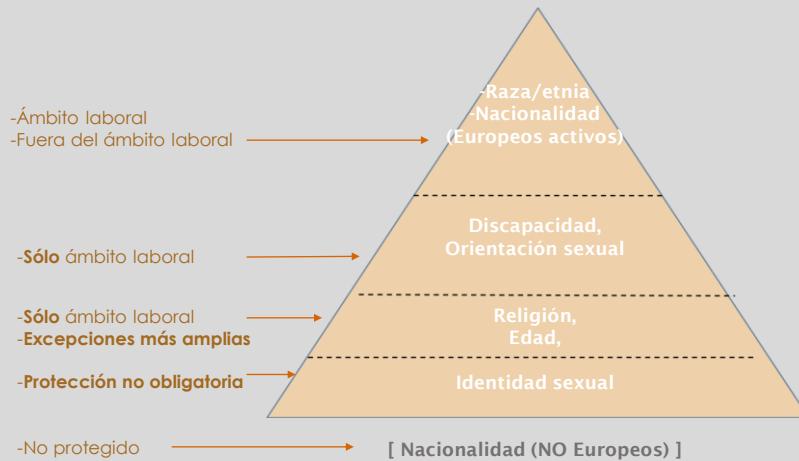 -Raza/etnia
-Nacionalidad
(Europeos activos)
-Ámbito laboral
-Fuera del ámbito laboral
Discapacidad,
Orientación sexual
-Sólo ámbito laboral
-Sólo ámbito laboral
-Excepciones más amplias
Religión,
Edad,
-Protección no obligatoria
Identidad sexual
-No protegido
[ Nacionalidad (NO Europeos) ]